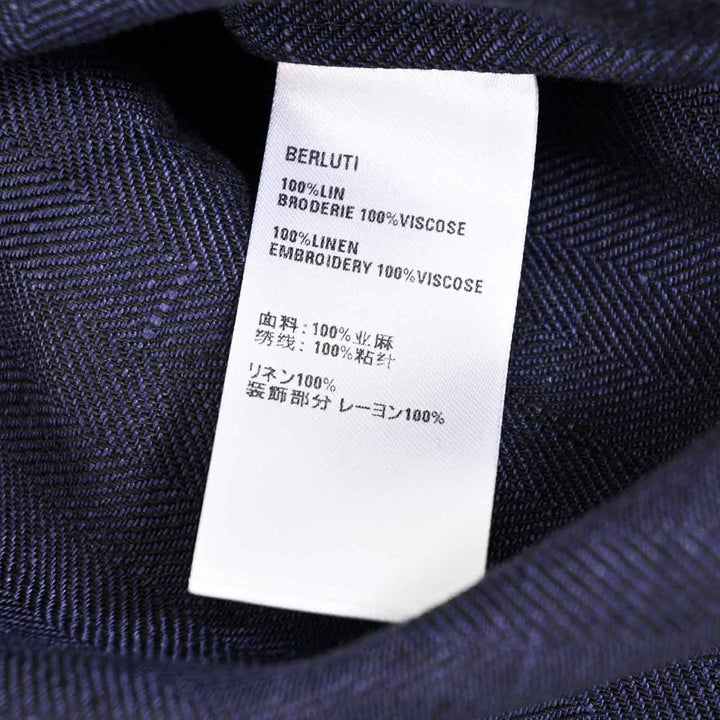 BERLUTI
100%LIN
BRODERIE 100%VISCOSE
100%LINEN
EMBROIDERY 100%VISCOSE
面料: 100%亚麻
绣线: 100%粘纤
リネン100%
装飾部分 レーヨン100%